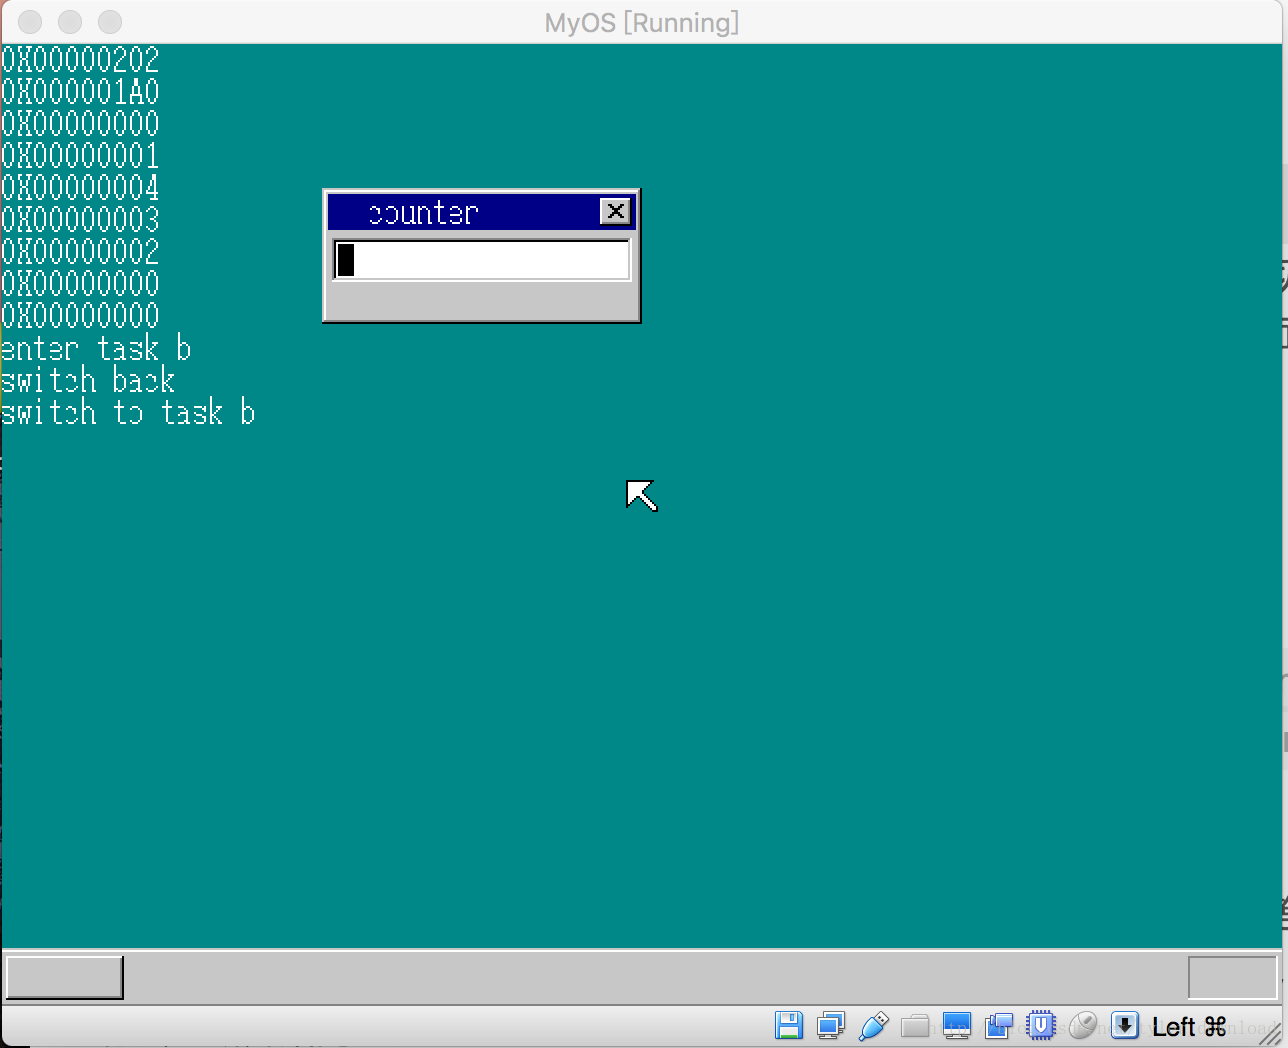 MyOS [Running]
0X00000202
0X000001A0
0X00000000
0X00000001
0X00000004
0X00000003
0X00000002
0X00000000
0X00000000
enter task b
switch back
switch to task b
counter
Left ⌘